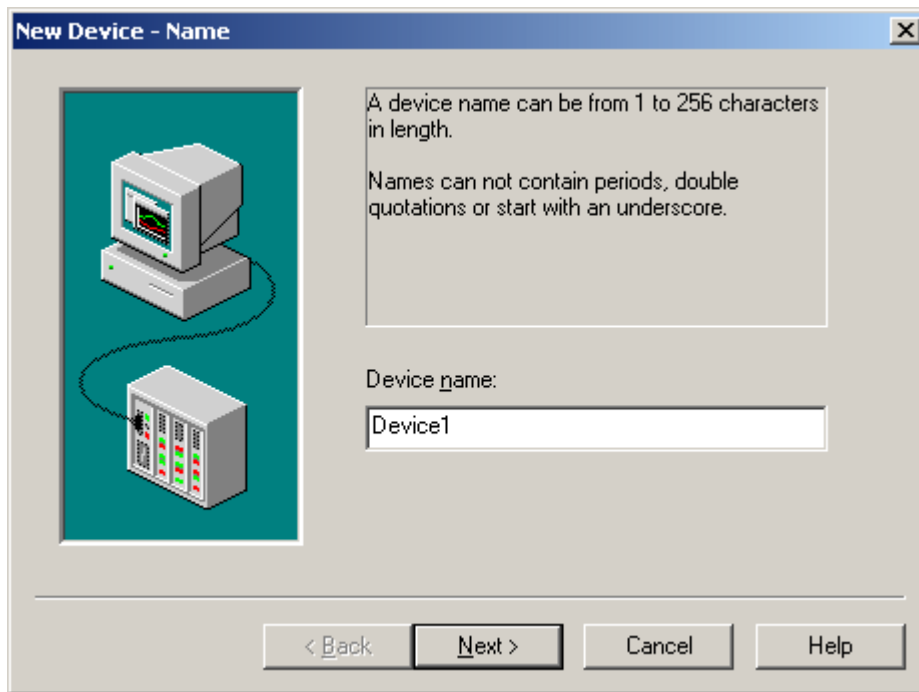 New Device - Name
A device name can be from 1 to 256 characters
in length.
Names can not contain periods, double
quotations or start with an underscore.
Device name:
Device1
< Back
Next >
Cancel
Help